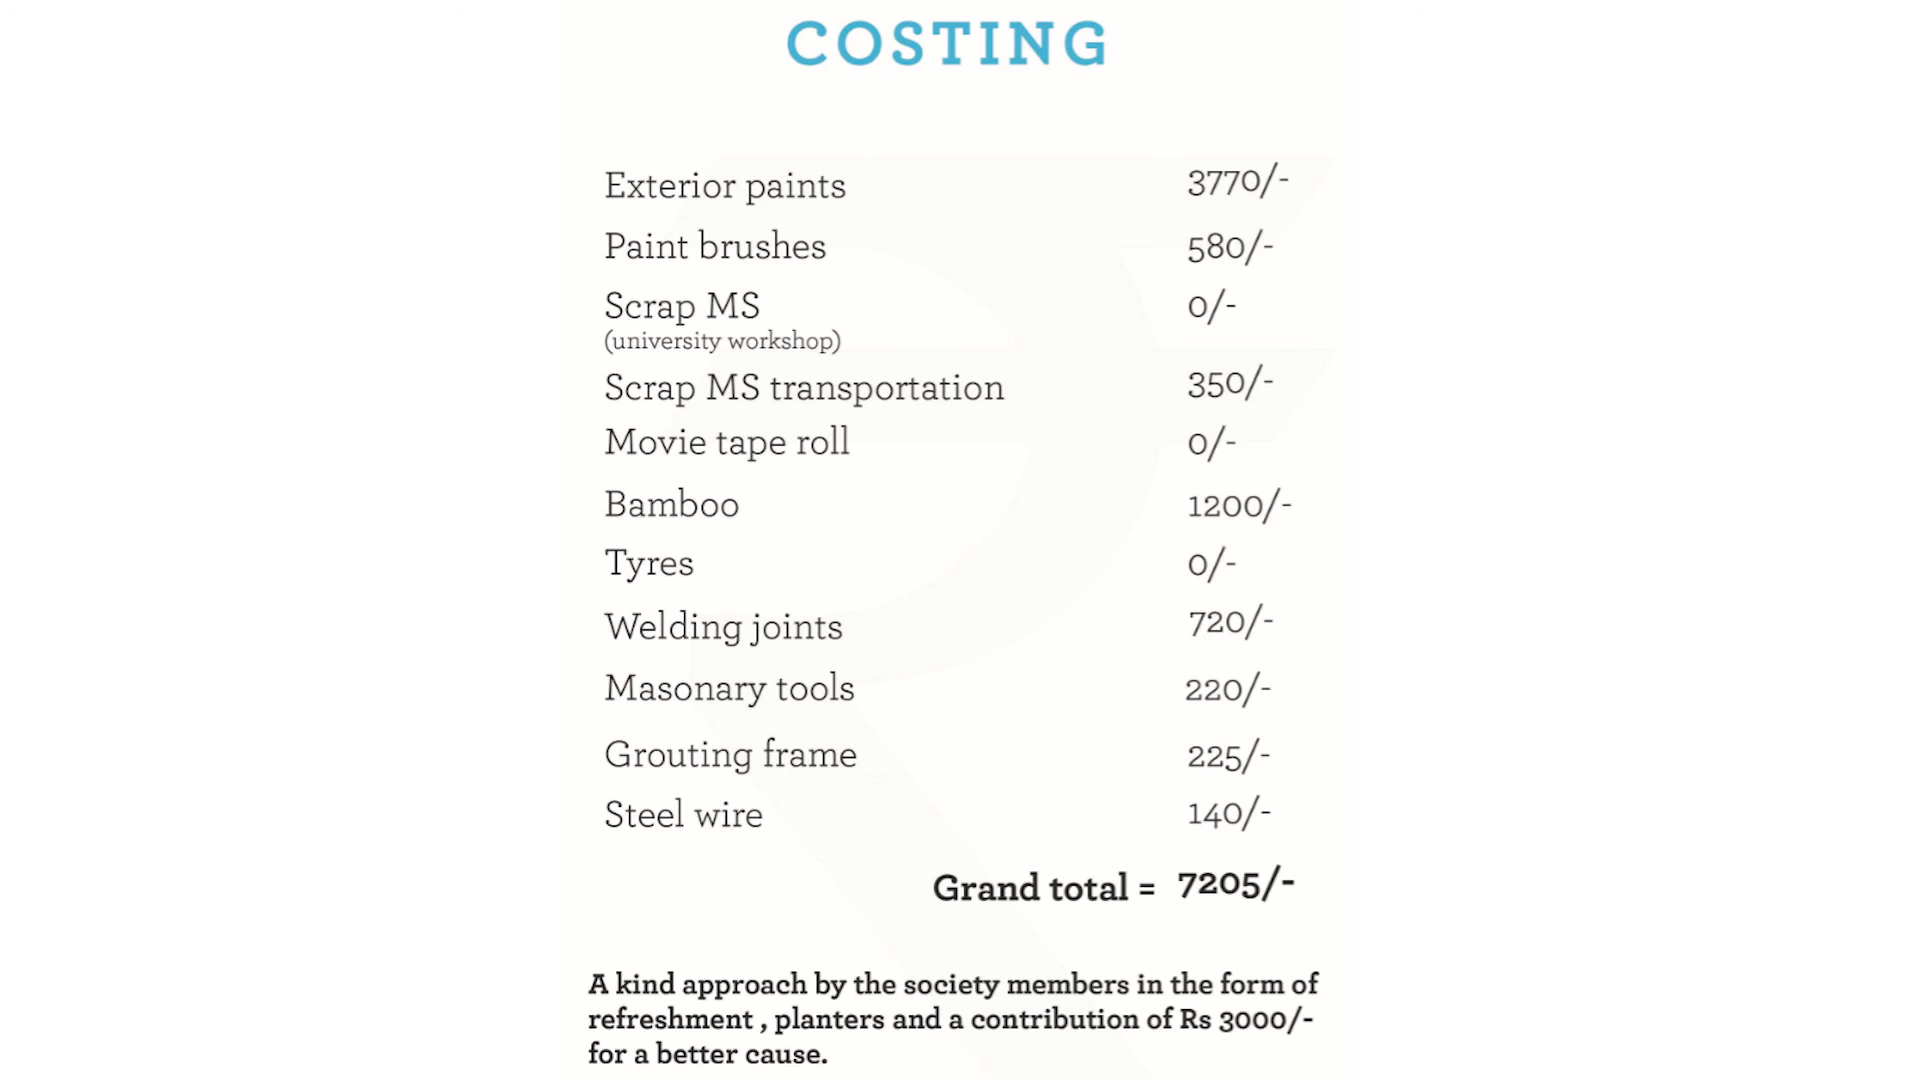 COSTING
Exterior paints 3770/-
Paint brushes 580/-
Scrap MS 0/-
(university workshop)
Scrap MS transportation 350/-
Movie tape roll 0/-
Bamboo 1200/-
Tyres 0/-
Welding joints 720/-
Masonary tools 220/-
Grouting frame 225/-
Steel wire 140/-
Grand total = 7205/-
A kind approach by the society members in the form of
refreshment , planters and a contribution of Rs 3000/-
for a better cause.